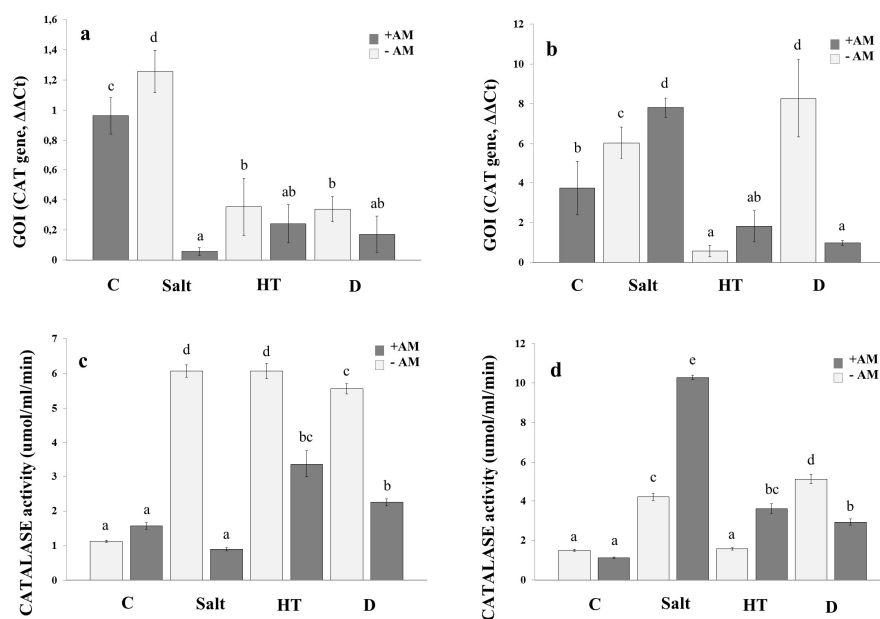 a
+AM
- AM
GOI (CAT gene, ΔΔCt)
1,6
1,4
1,2
1
0,8
0,6
0,4
0,2
0
c
d
a
b
ab
b
ab
C Salt HT D
b
+AM
- AM
GOI (CAT gene, ΔΔCt)
12
10
8
6
4
2
0
b
c
d
a
ab
d
a
C Salt HT D
c
+AM
- AM
CATALASE activity (umol/ml/min)
7
6
5
4
3
2
1
0
a
a
d
a
d
bc
c
b
C Salt HT D
d
+AM
- AM
CATALASE activity (umol/ml/min)
12
10
8
6
4
2
0
a
a
c
e
a
bc
d
b
C Salt HT D